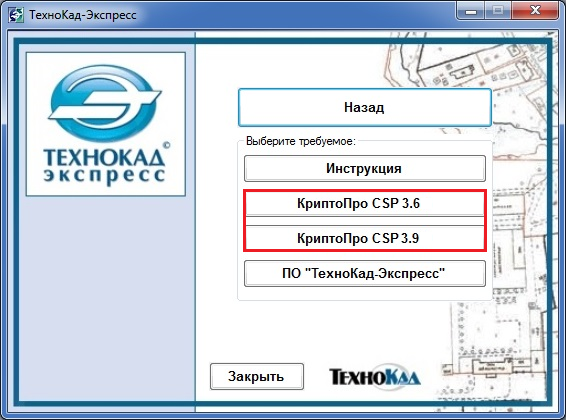 ТехноКад-Экспресс
ТЕХНОКАД©
экспресс
Назад
Выберите требуемое:
Инструкция
КриптоПро CSP 3.6
КриптоПро CSP 3.9
ПО "ТехноКад-Экспресс"
Закрыть
ТЕХНОКАД